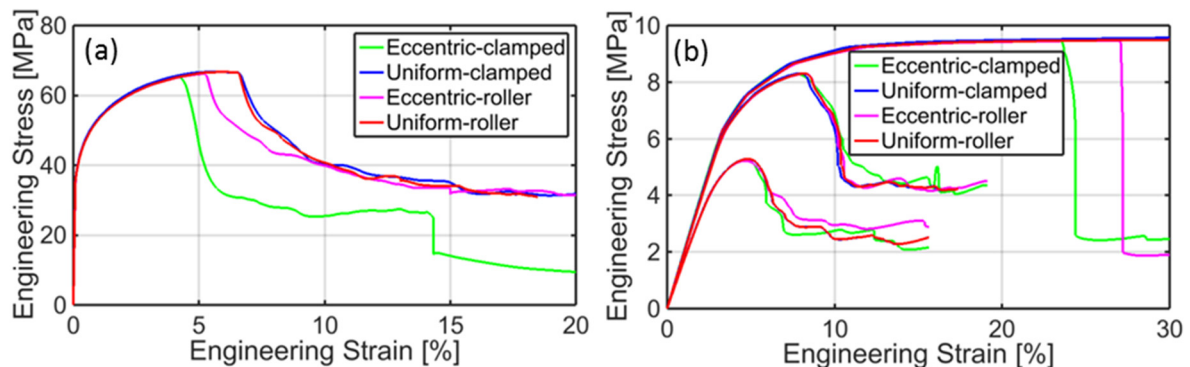 (a)
Engineering Stress [MPa]
80
60
40
20
0
Eccentric-clamped
Uniform-clamped
Eccentric-roller
Uniform-roller
0 5 10 15 20
Engineering Strain [%]
(b)
Engineering Stress [MPa]
10
8
6
4
2
0
Eccentric-clamped
Uniform-clamped
Eccentric-roller
Uniform-roller
0 10 20 30
Engineering Strain [%]